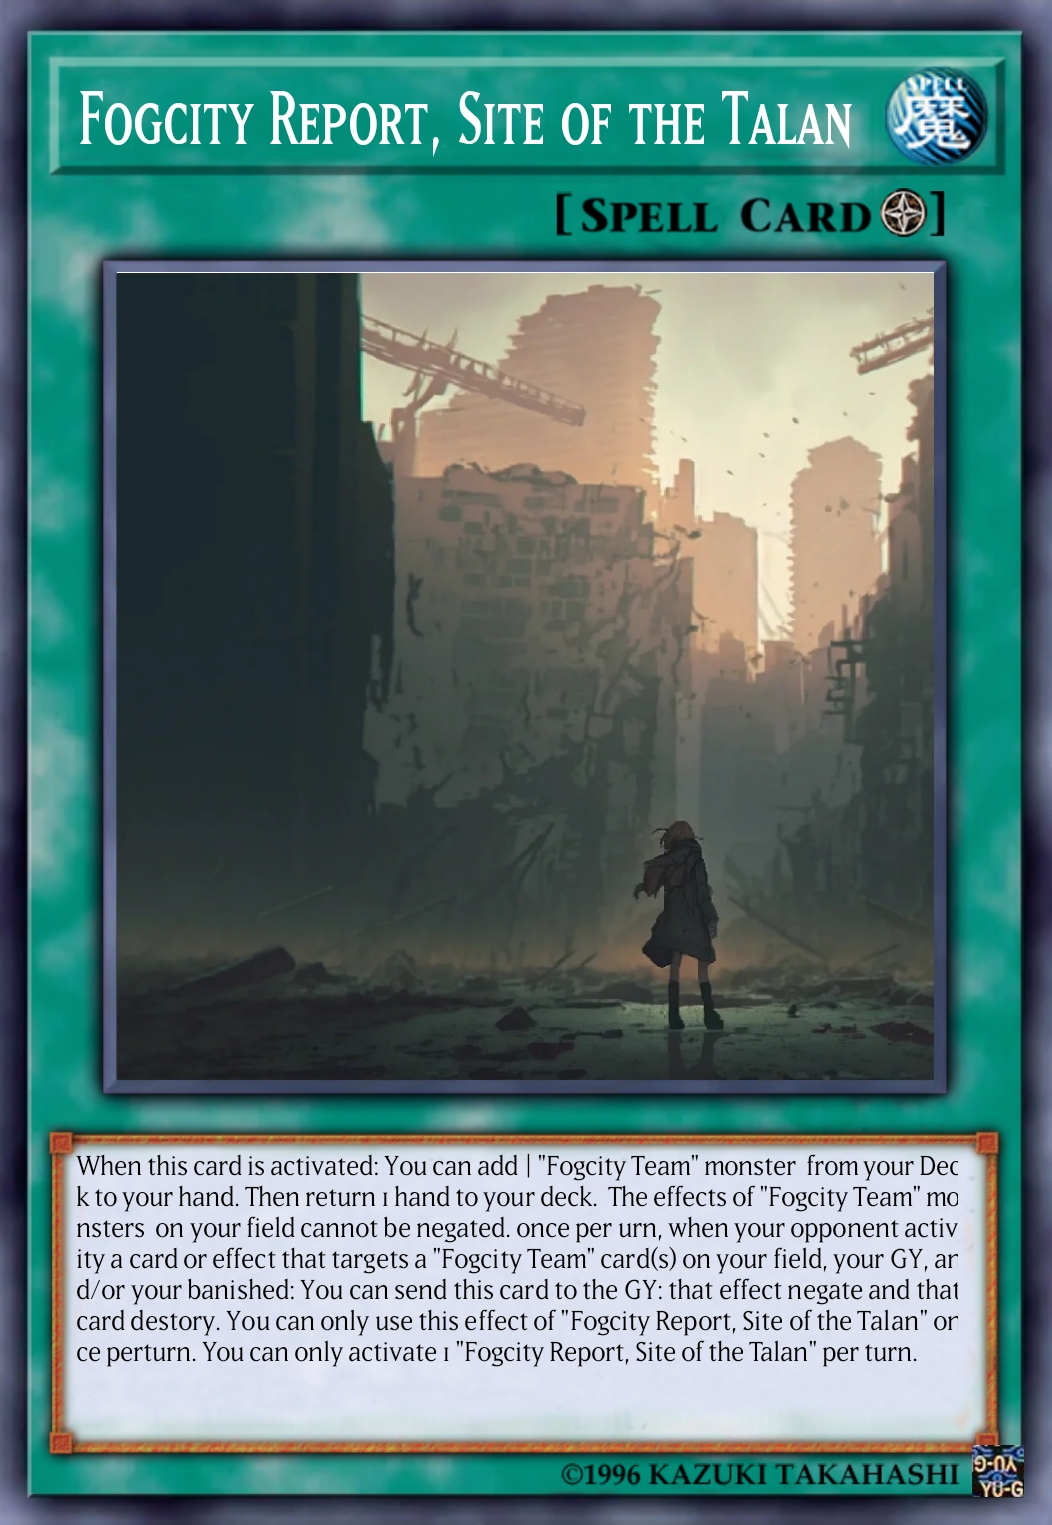 Fogcity Report, Site of the Talan
SPELL
魔
[Spell Card]
When this card is activated: You can add | "Fogcity Team" monster from your Dec
k to your hand. Then return 1 hand to your deck. The effects of "Fogcity Team" mo
nsters on your field cannot be negated. once per urn, when your opponent activ
ity a card or effect that targets a "Fogcity Team" card(s) on your field, your GY, an
d/or your banished: You can send this card to the GY: that effect negate and that
card destory. You can only use this effect of "Fogcity Report, Site of the Talan" on
ce perturn. You can only activate 1 "Fogcity Report, Site of the Talan" per turn.
©1996 KAZUKI TAKAHASHI
YU-G
YU-G